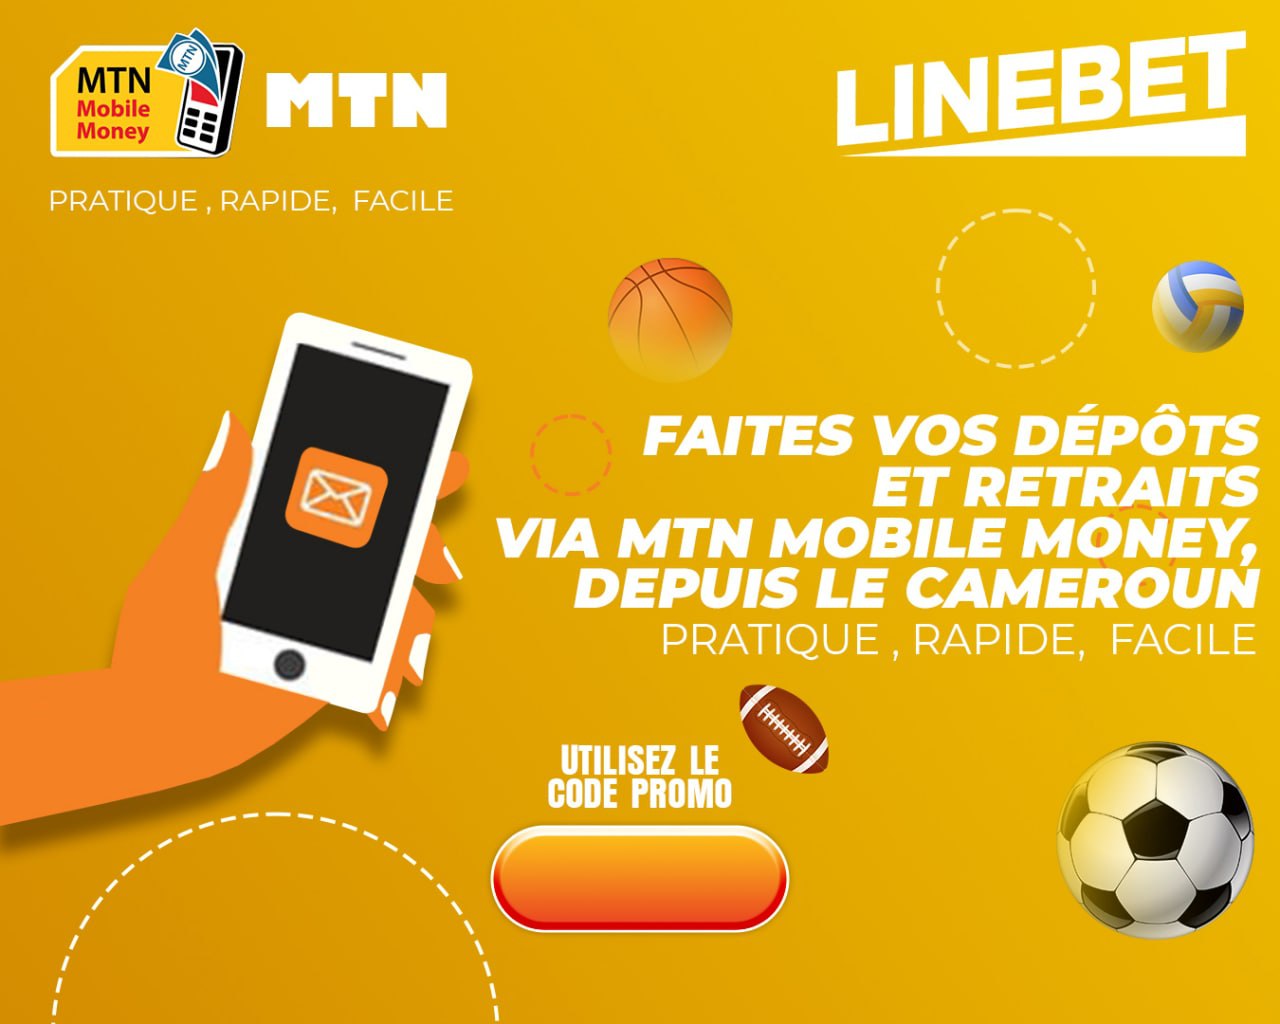 MTN
Mobile
Money
MTN
MTN
LINEBET
PRATIQUE , RAPIDE, FACILE
FAITES VOS DÉPÔTS
ET RETRAITS
VIA MTN MOBILE MONEY,
DEPUIS LE CAMEROUN
PRATIQUE , RAPIDE, FACILE
UTILISEZ LE
CODE PROMO